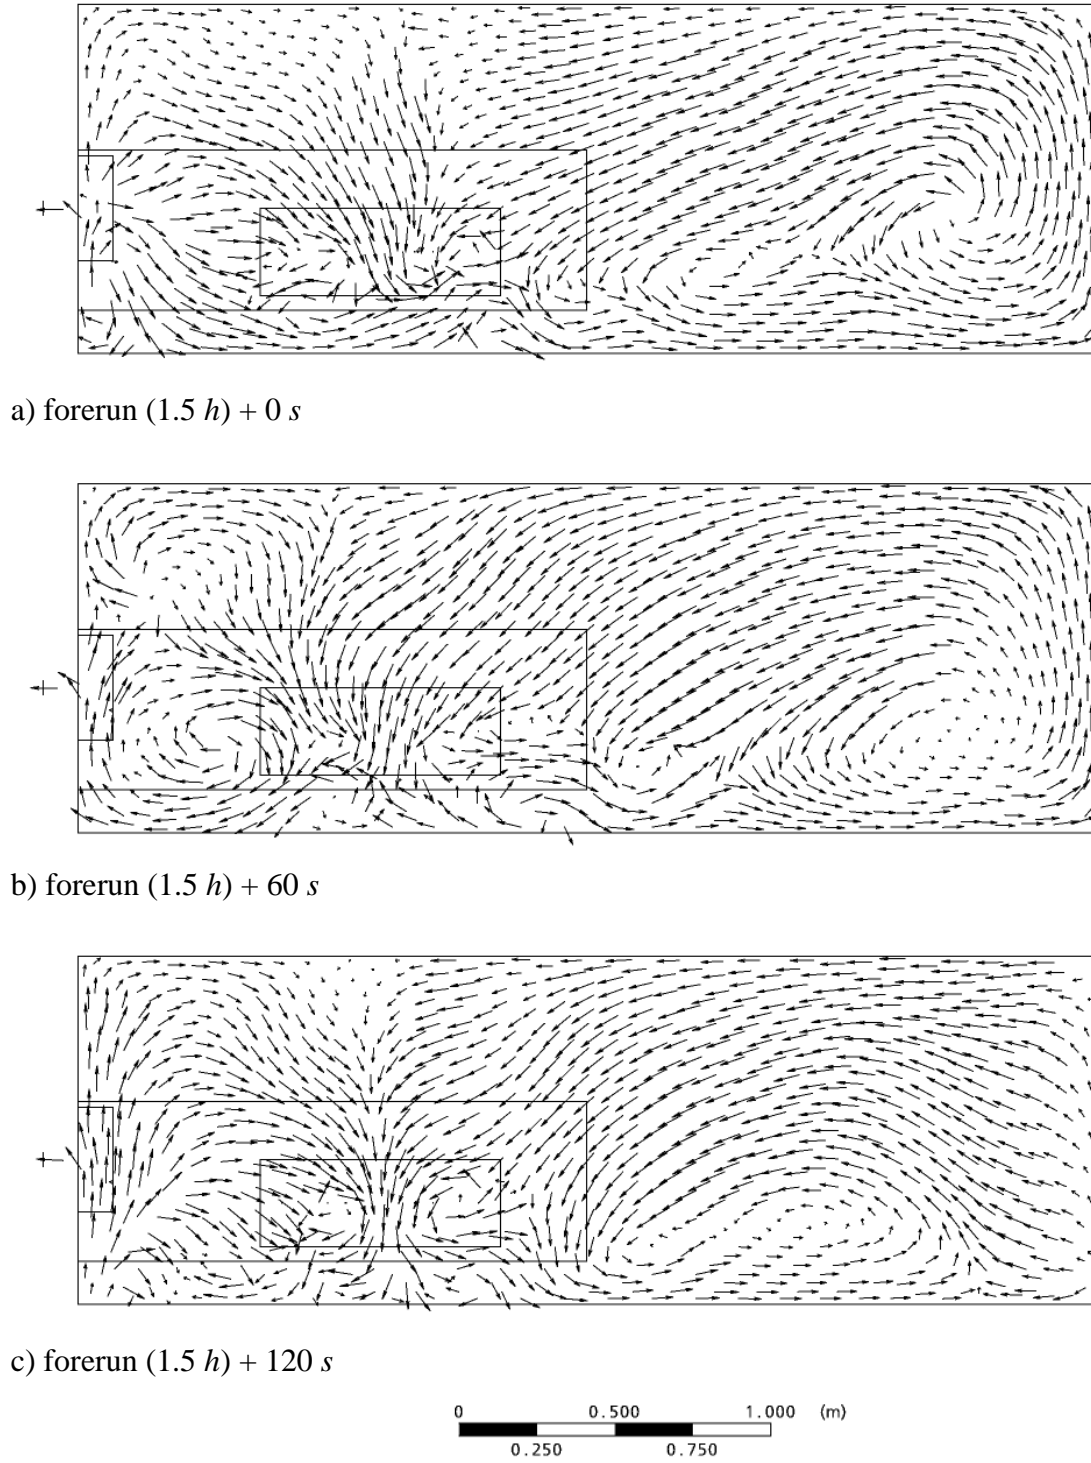 a) forerun (1.5 h) + 0 s
b) forerun (1.5 h) + 60 s
c) forerun (1.5 h) + 120 s
0 0.500 1.000 (m)
0.250 0.750